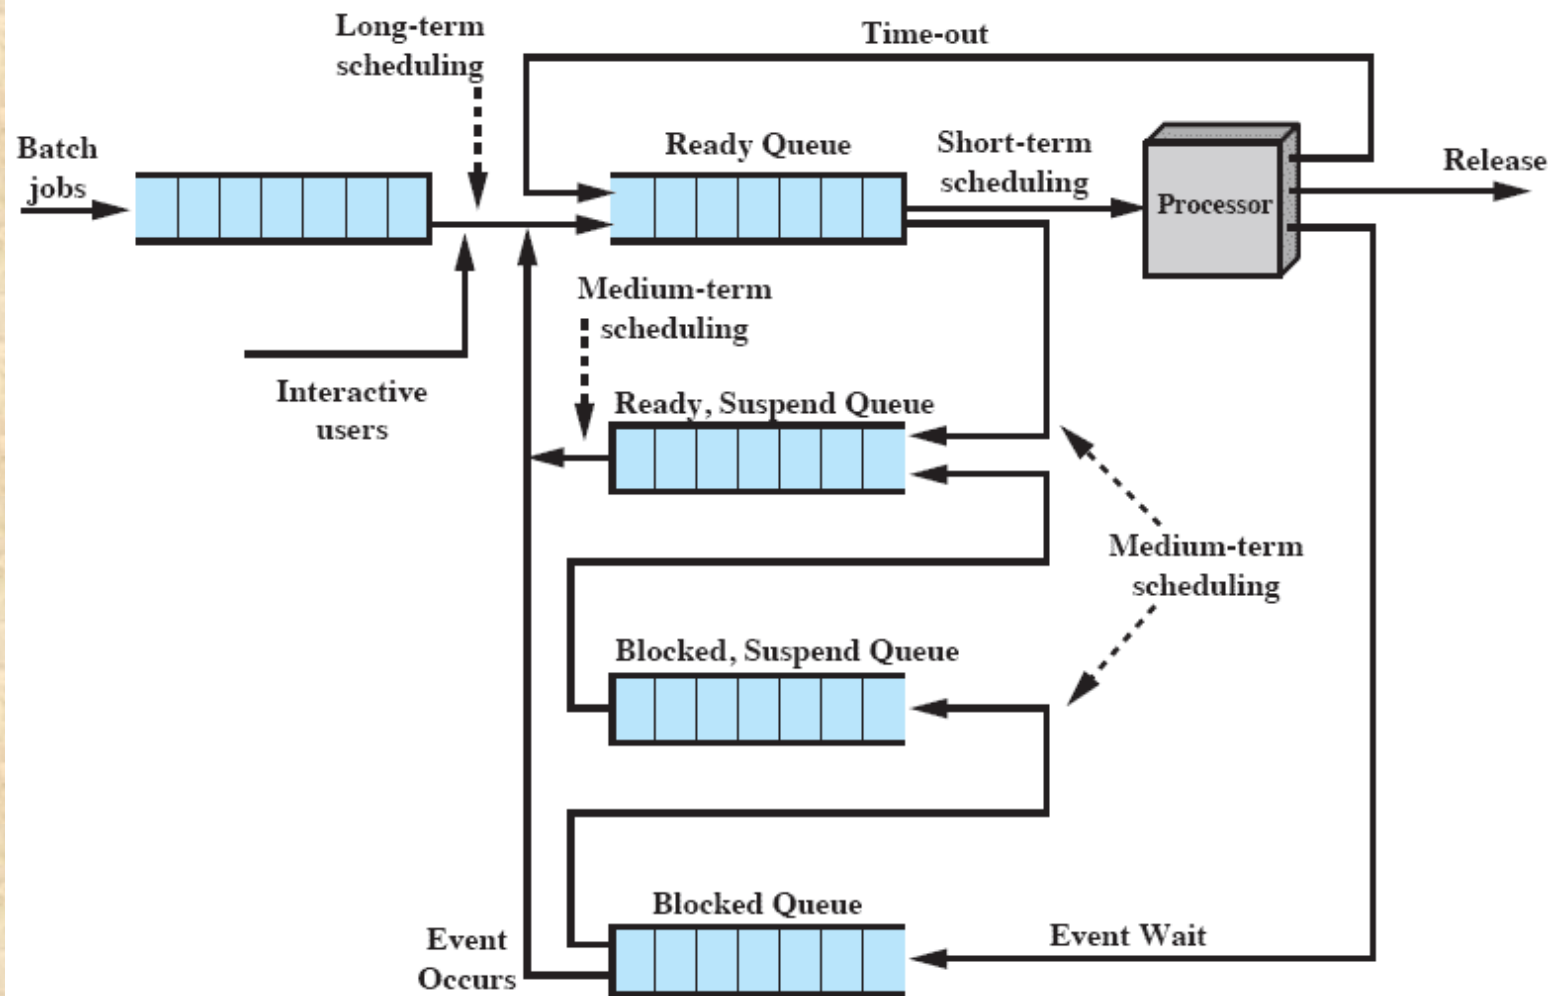 Long-term
scheduling
Time-out
Batch
jobs
Ready Queue
Short-term
scheduling
Processor
Release
Medium-term
scheduling
Interactive
users
Ready, Suspend Queue
Medium-term
scheduling
Blocked, Suspend Queue
Blocked Queue
Event
Occurs
Event Wait